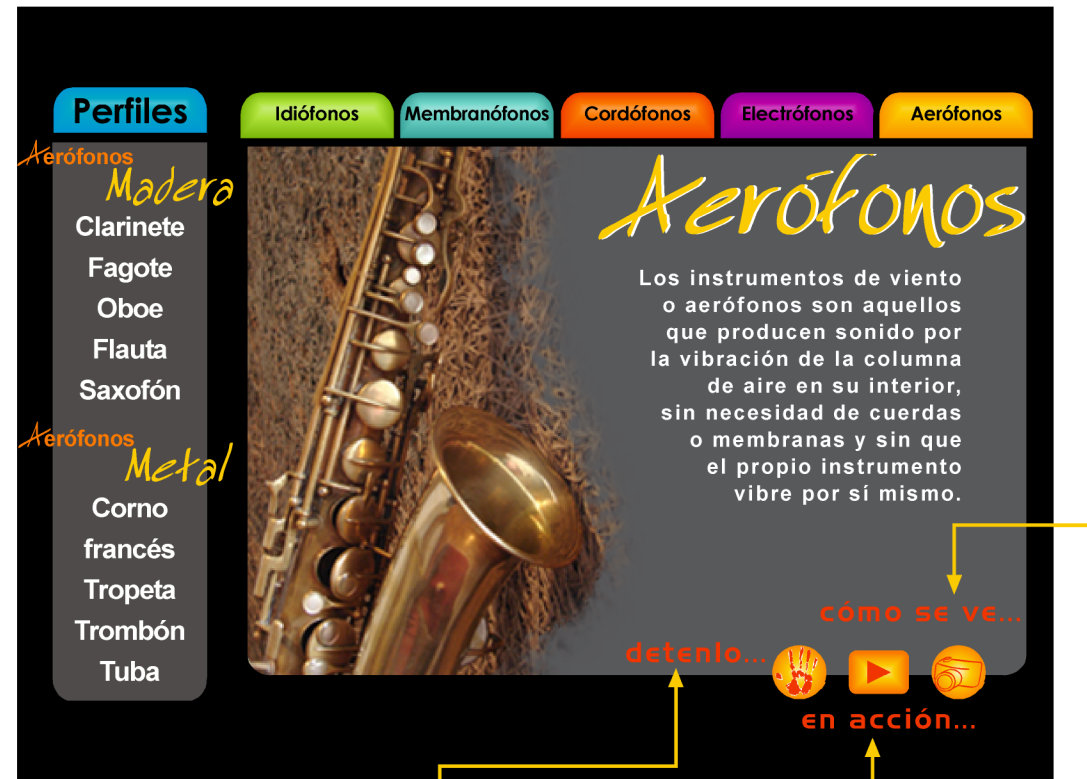 Perfiles
Idiófonos
Membranófonos
Cordófonos
Electrófonos
Aerófonos
Aerófonos
Madera
Clarinete
Fagote
Oboe
Flauta
Saxofón
Aerófonos
Metal
Corno
francés
Tropeta
Trombón
Tuba
Aerófonos
Los instrumentos de viento
o aerófonos son aquellos
que producen sonido por
la vibración de la columna
de aire en su interior,
sin necesidad de cuerdas
o membranas y sin que
el propio instrumento
vibre por sí mismo.
cómo se ve...
detenlo...
en acción...